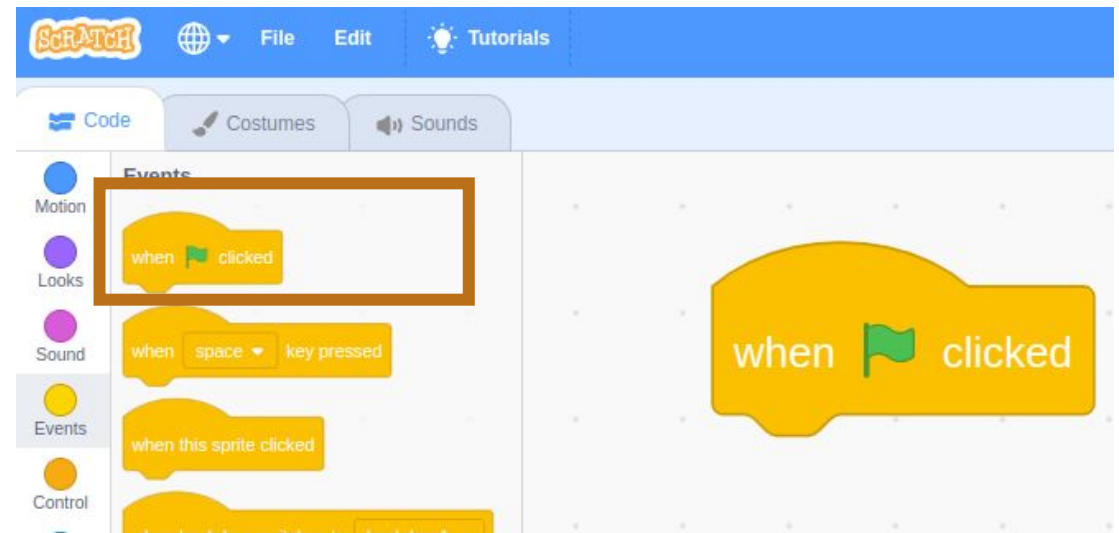 SCRATCH File Edit Tutorials
Code Costumes Sounds
Events
Motion
when clicked
Looks
Sound
when space key pressed
when clicked
Events
when this sprite clicked
Control